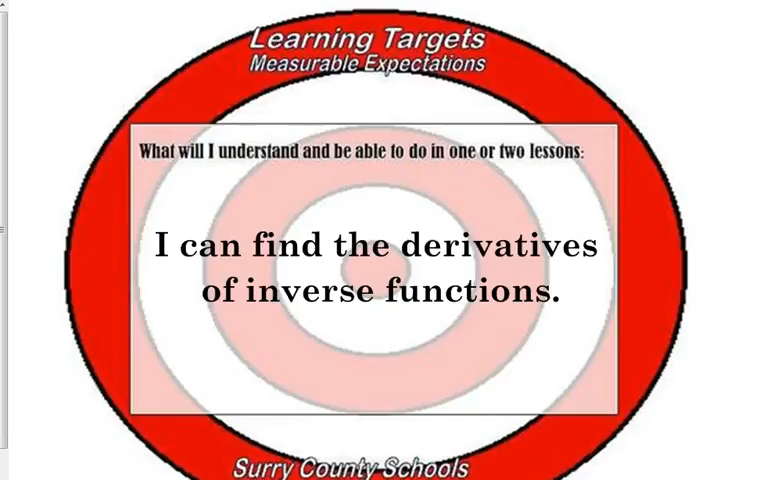 Learning Targets
Measurable Expectations
What will I understand and be able to do in one or two lessons:
I can find the derivatives
of inverse functions.
Surry County Schools